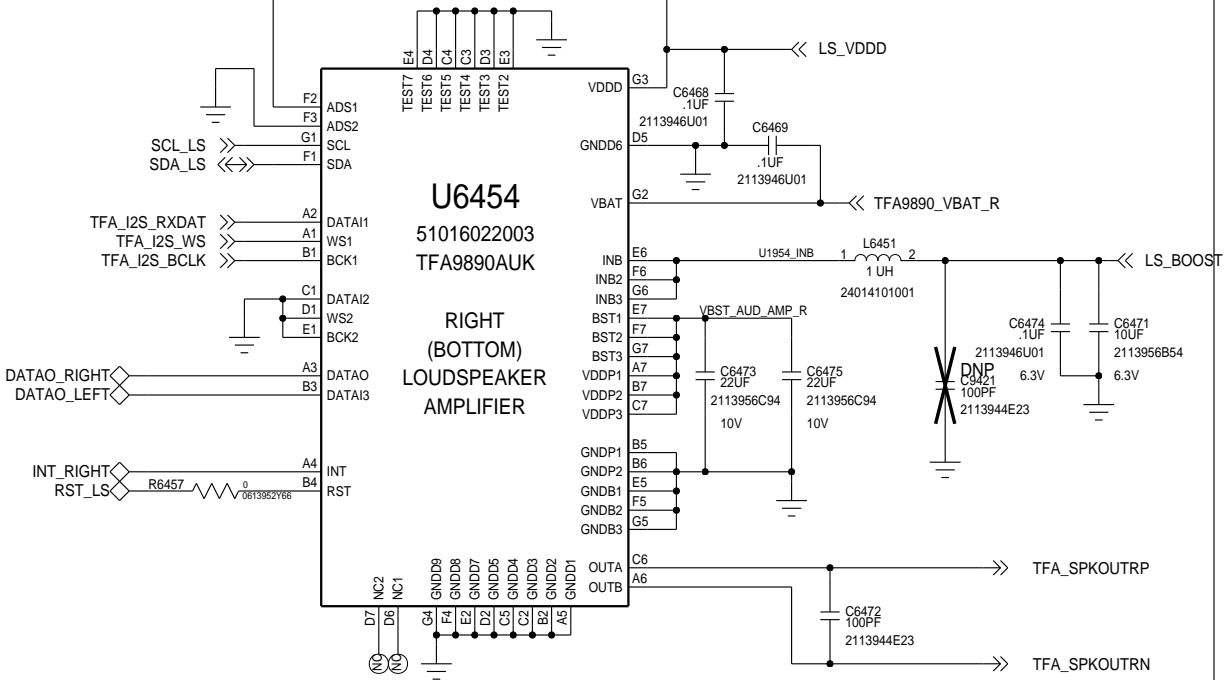 E4 D4 C4 C3 D3 E3
TEST7 TEST6 TEST5 TEST4 TEST3 TEST2
LS_VDDD
VDDD G3
C6468
.1UF
2113946U01
F2 ADS1
F3 ADS2
SCL_LS G1 SCL
SDA_LS F1 SDA
GNDD6 D5
C6469
.1UF
2113946U01
U6454
51016022003
TFA9890AUK
VBAT G2 TFA9890_VBAT_R
TFA_I2S_RXDAT A2 DATAI1
TFA_I2S_WS A1 WS1
TFA_I2S_BCLK B1 BCK1
INB E6 U1954_INB 1 L6451 2 LS_BOOST
1 UH
24014101001
INB2 F6
INB3 G6
C1 DATAI2
D1 WS2
E1 BCK2
RIGHT
(BOTTOM)
LOUDSPEAKER
AMPLIFIER
BST1 E7 VBST_AUD_AMP_R
BST2 F7
BST3 G7
VDDP1 A7
VDDP2 B7
VDDP3 C7
C6473
22UF
2113956C94
10V
C6475
22UF
2113956C94
10V
DNP
C9421
100PF
2113944E23
C6474
.1UF
2113946U01
6.3V
C6471
10UF
2113956B54
6.3V
DATAO_RIGHT A3 DATAO
DATAO_LEFT B3 DATAI3
GNDP1 B5
GNDP2 B6
GNDB1 E5
GNDB2 F5
GNDB3 G5
INT_RIGHT A4 INT
RST_LS R6457 0 B4 RST
0613952Y66
OUTA C6 TFA_SPKOUTRP
OUTB A6
C6472
100PF
2113944E23
TFA_SPKOUTRN
NC2 NC1 GNDD9 GNDD8 GNDD7 GNDD5 GNDD4 GNDD3 GNDD2 GNDD1
D7 D6 G4 F4 E2 D2 C5 C2 B2 A5
NC NC